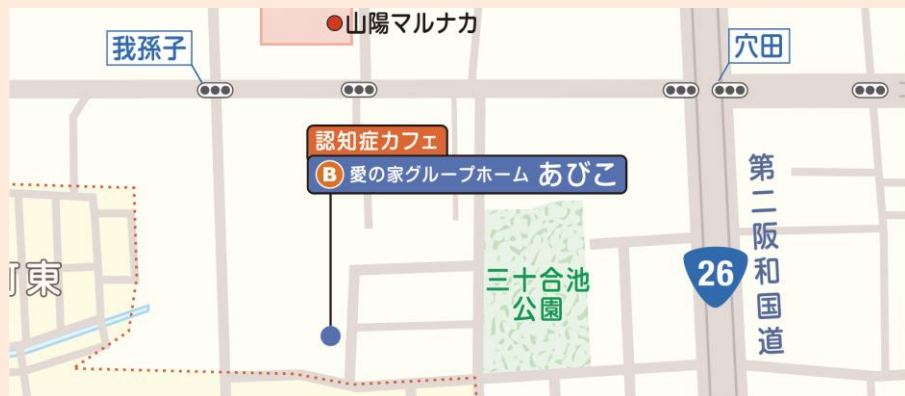 山陽マルナカ
我孫子
穴田
認知症カフェ
B 愛の家グループホーム あびこ
第二阪和国道
26
三十合池
公園
東